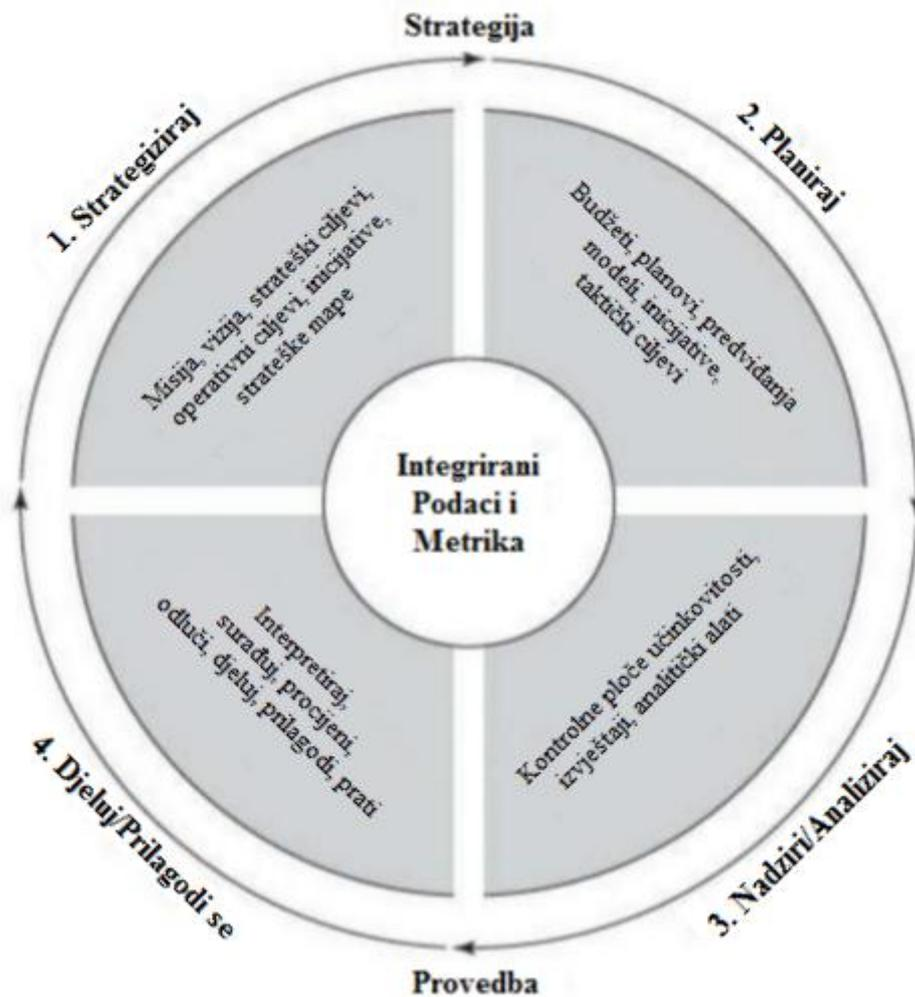 Strategija
1. Strategiziraj
2. Planiraj
Misija, vizija, strateški ciljevi,
operativni ciljevi, inicijative,
strateške mape
Budžeti, planovi, predviđanja
modeli, inicijative,
taktički ciljevi
Integrirani
Podaci i
Metrika
Interpretiraj,
surađuj, procijeni,
odluči, djeluj, prilagodi, prati
Kontrolne ploče učinkovitosti,
izvještaji, analitički alati
4. Djeluj/Prilagodi se
3. Nadziri/Analiziraj
Provedba